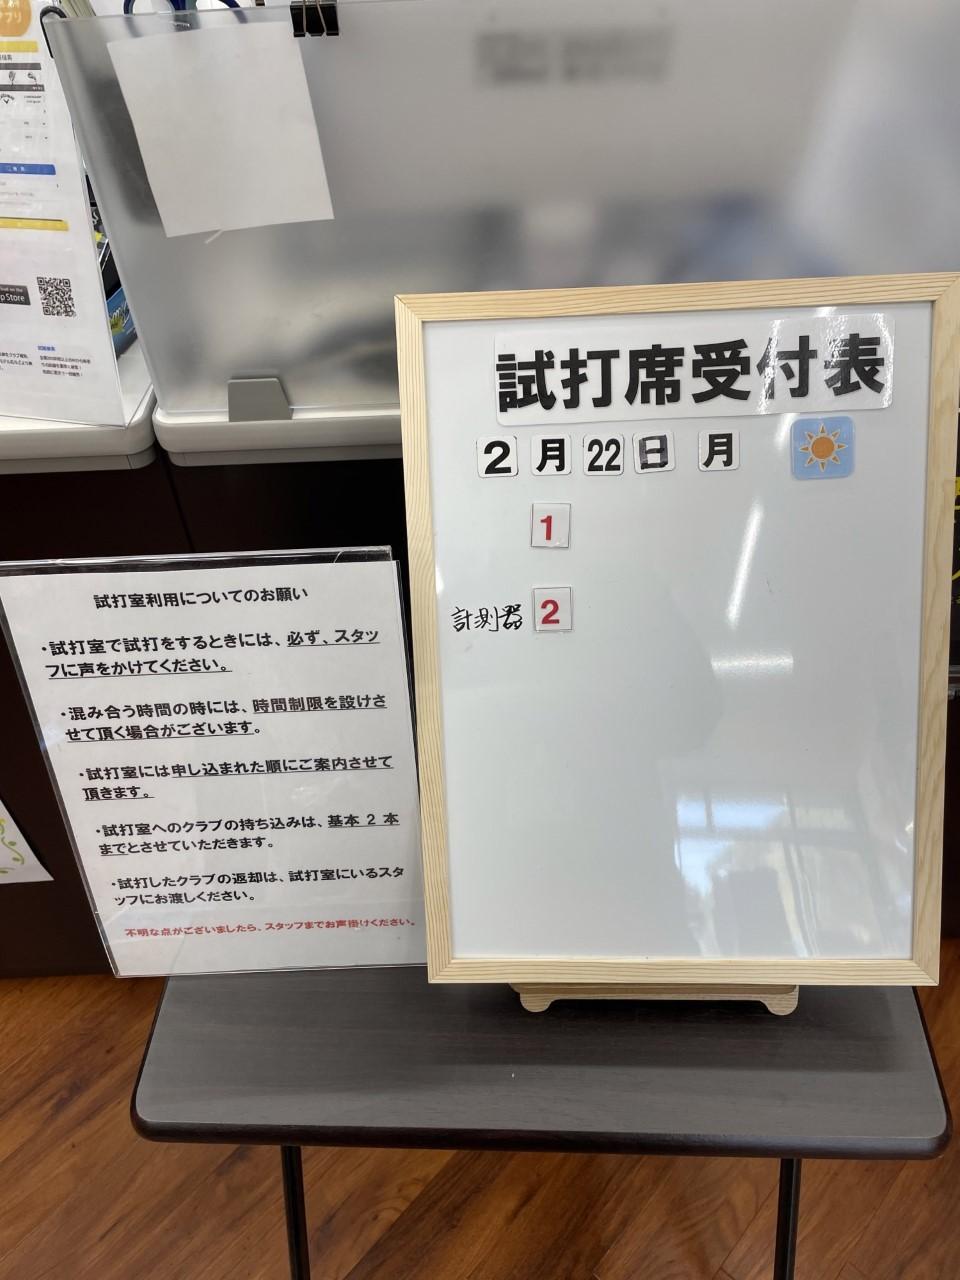 試打席受付表
2 月 22 日 月
1
計測器 2
試打室利用についてのお願い
・試打室で試打をするときには、必ず、スタッ
フに声をかけてください。
・混み合う時間の時には、時間制限を設けさ
せて頂く場合がございます。
・試打室には申し込まれた順にご案内させて
頂きます。
・試打室へのクラブの持ち込みは、基本 2 本
までとさせていただきます。
・試打したクラブの返却は、試打室にいるスタ
ッフにお渡しください。
不明な点がございましたら、スタッフまでお声掛けください。